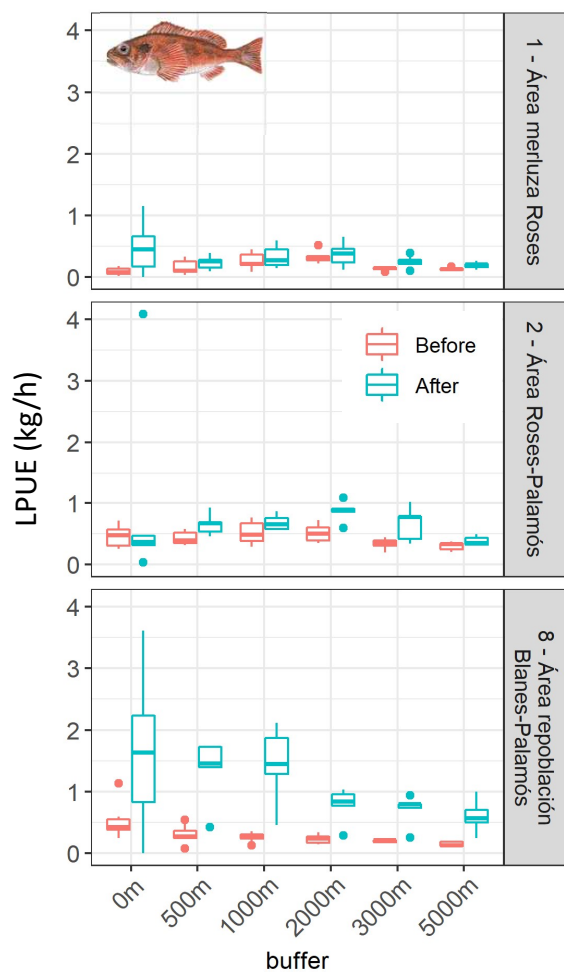 LPUE (kg/h)
4
3
2
1
0
1 - Área merluza Roses
4
3
2
1
0
Before
After
2 - Área Roses-Palamós
4
3
2
1
0
8 - Área repoblación
Blanes-Palamós
0m
500m
1000m
2000m
3000m
5000m
buffer